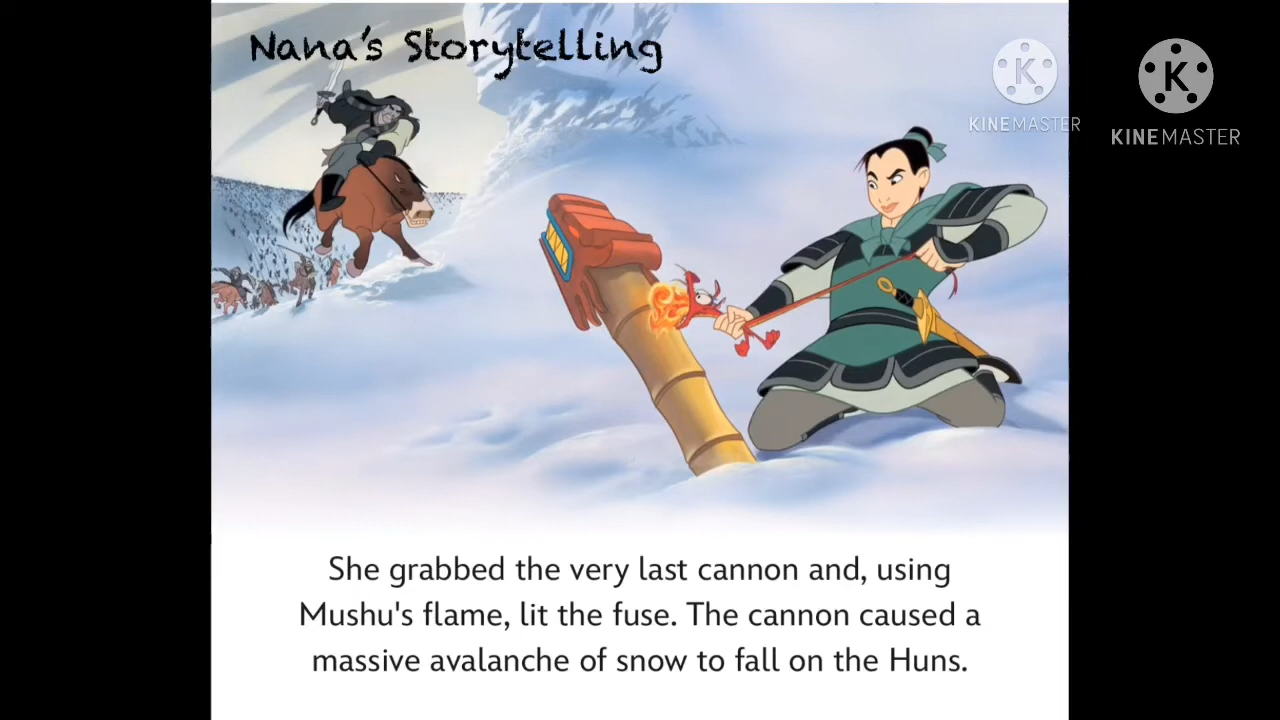 Nana's Storytelling
K
KINEMASTER
K
KINEMASTER
She grabbed the very last cannon and, using
Mushu's flame, lit the fuse. The cannon caused a
massive avalanche of snow to fall on the Huns.